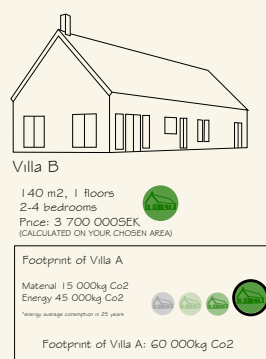 Villa B
140 m2, 1 floors
2-4 bedrooms
Price: 3 700 000SEK
(CALCULATED ON YOUR CHOSEN AREA)
Footprint of Villa A
Material 15 000kg Co2
Energy 45 000kg Co2
*energy average consmption in 25 years
Footprint of Villa A: 60 000kg Co2